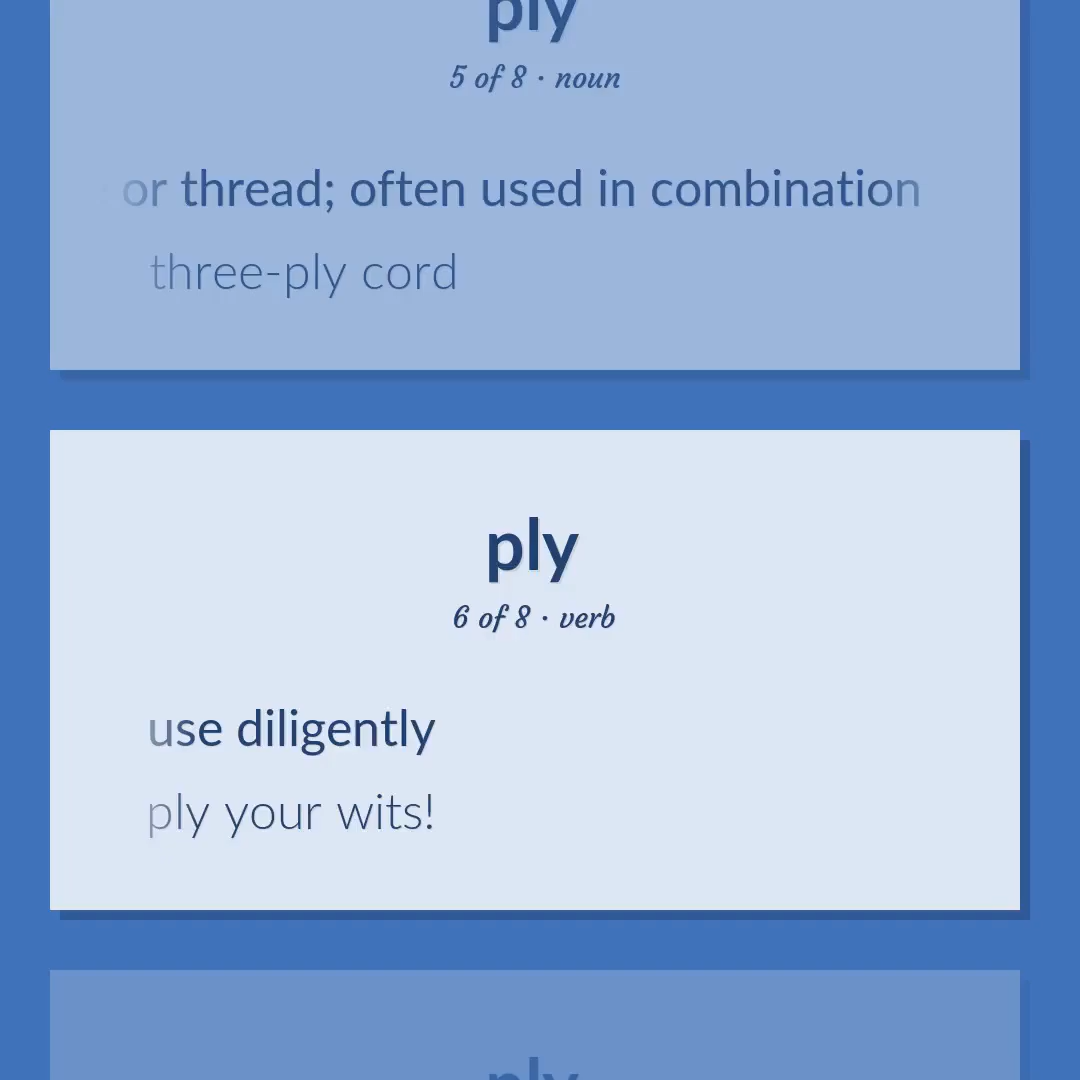 ply
5 of 8 · noun
or thread; often used in combination
three-ply cord
ply
6 of 8 · verb
use diligently
ply your wits!
ply